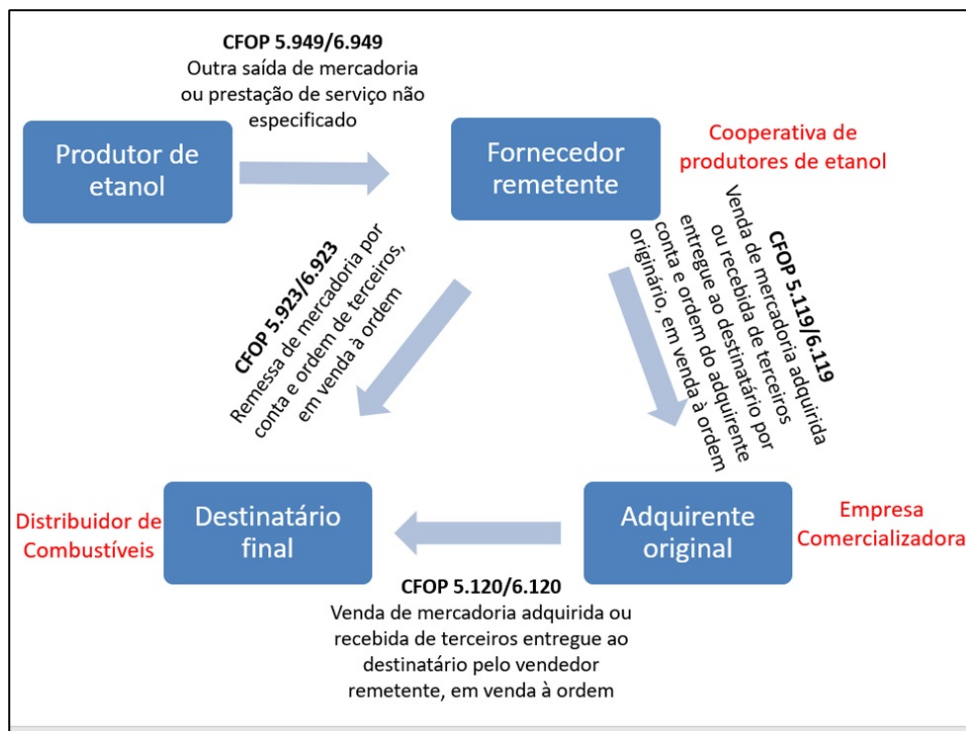 CFOP 5.949/6.949
Outra saída de mercadoria
ou prestação de serviço não
especificado
Produtor de
etanol
Fornecedor
remetente
Cooperativa de
produtores de etanol
CFOP 5.923/6.923
Remessa de mercadoria por
conta e ordem de terceiros,
em venda à ordem
CFOP 5.119/6.119
Venda de mercadoria adquirida
ou recebida de terceiros
entregue ao destinatário por
conta e ordem do adquirente
originário, em venda à ordem
Distribuidor de
Combustíveis
Destinatário
final
Adquirente
original
Empresa
Comercializadora
CFOP 5.120/6.120
Venda de mercadoria adquirida ou
recebida de terceiros entregue ao
destinatário pelo vendedor
remetente, em venda à ordem